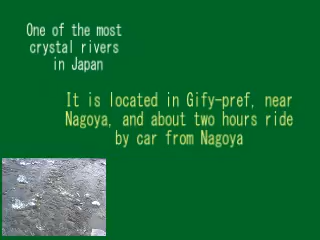 One of the most
crystal rivers
in Japan
It is located in Gify-pref, near
Nagoya, and about two hours ride
by car from Nagoya